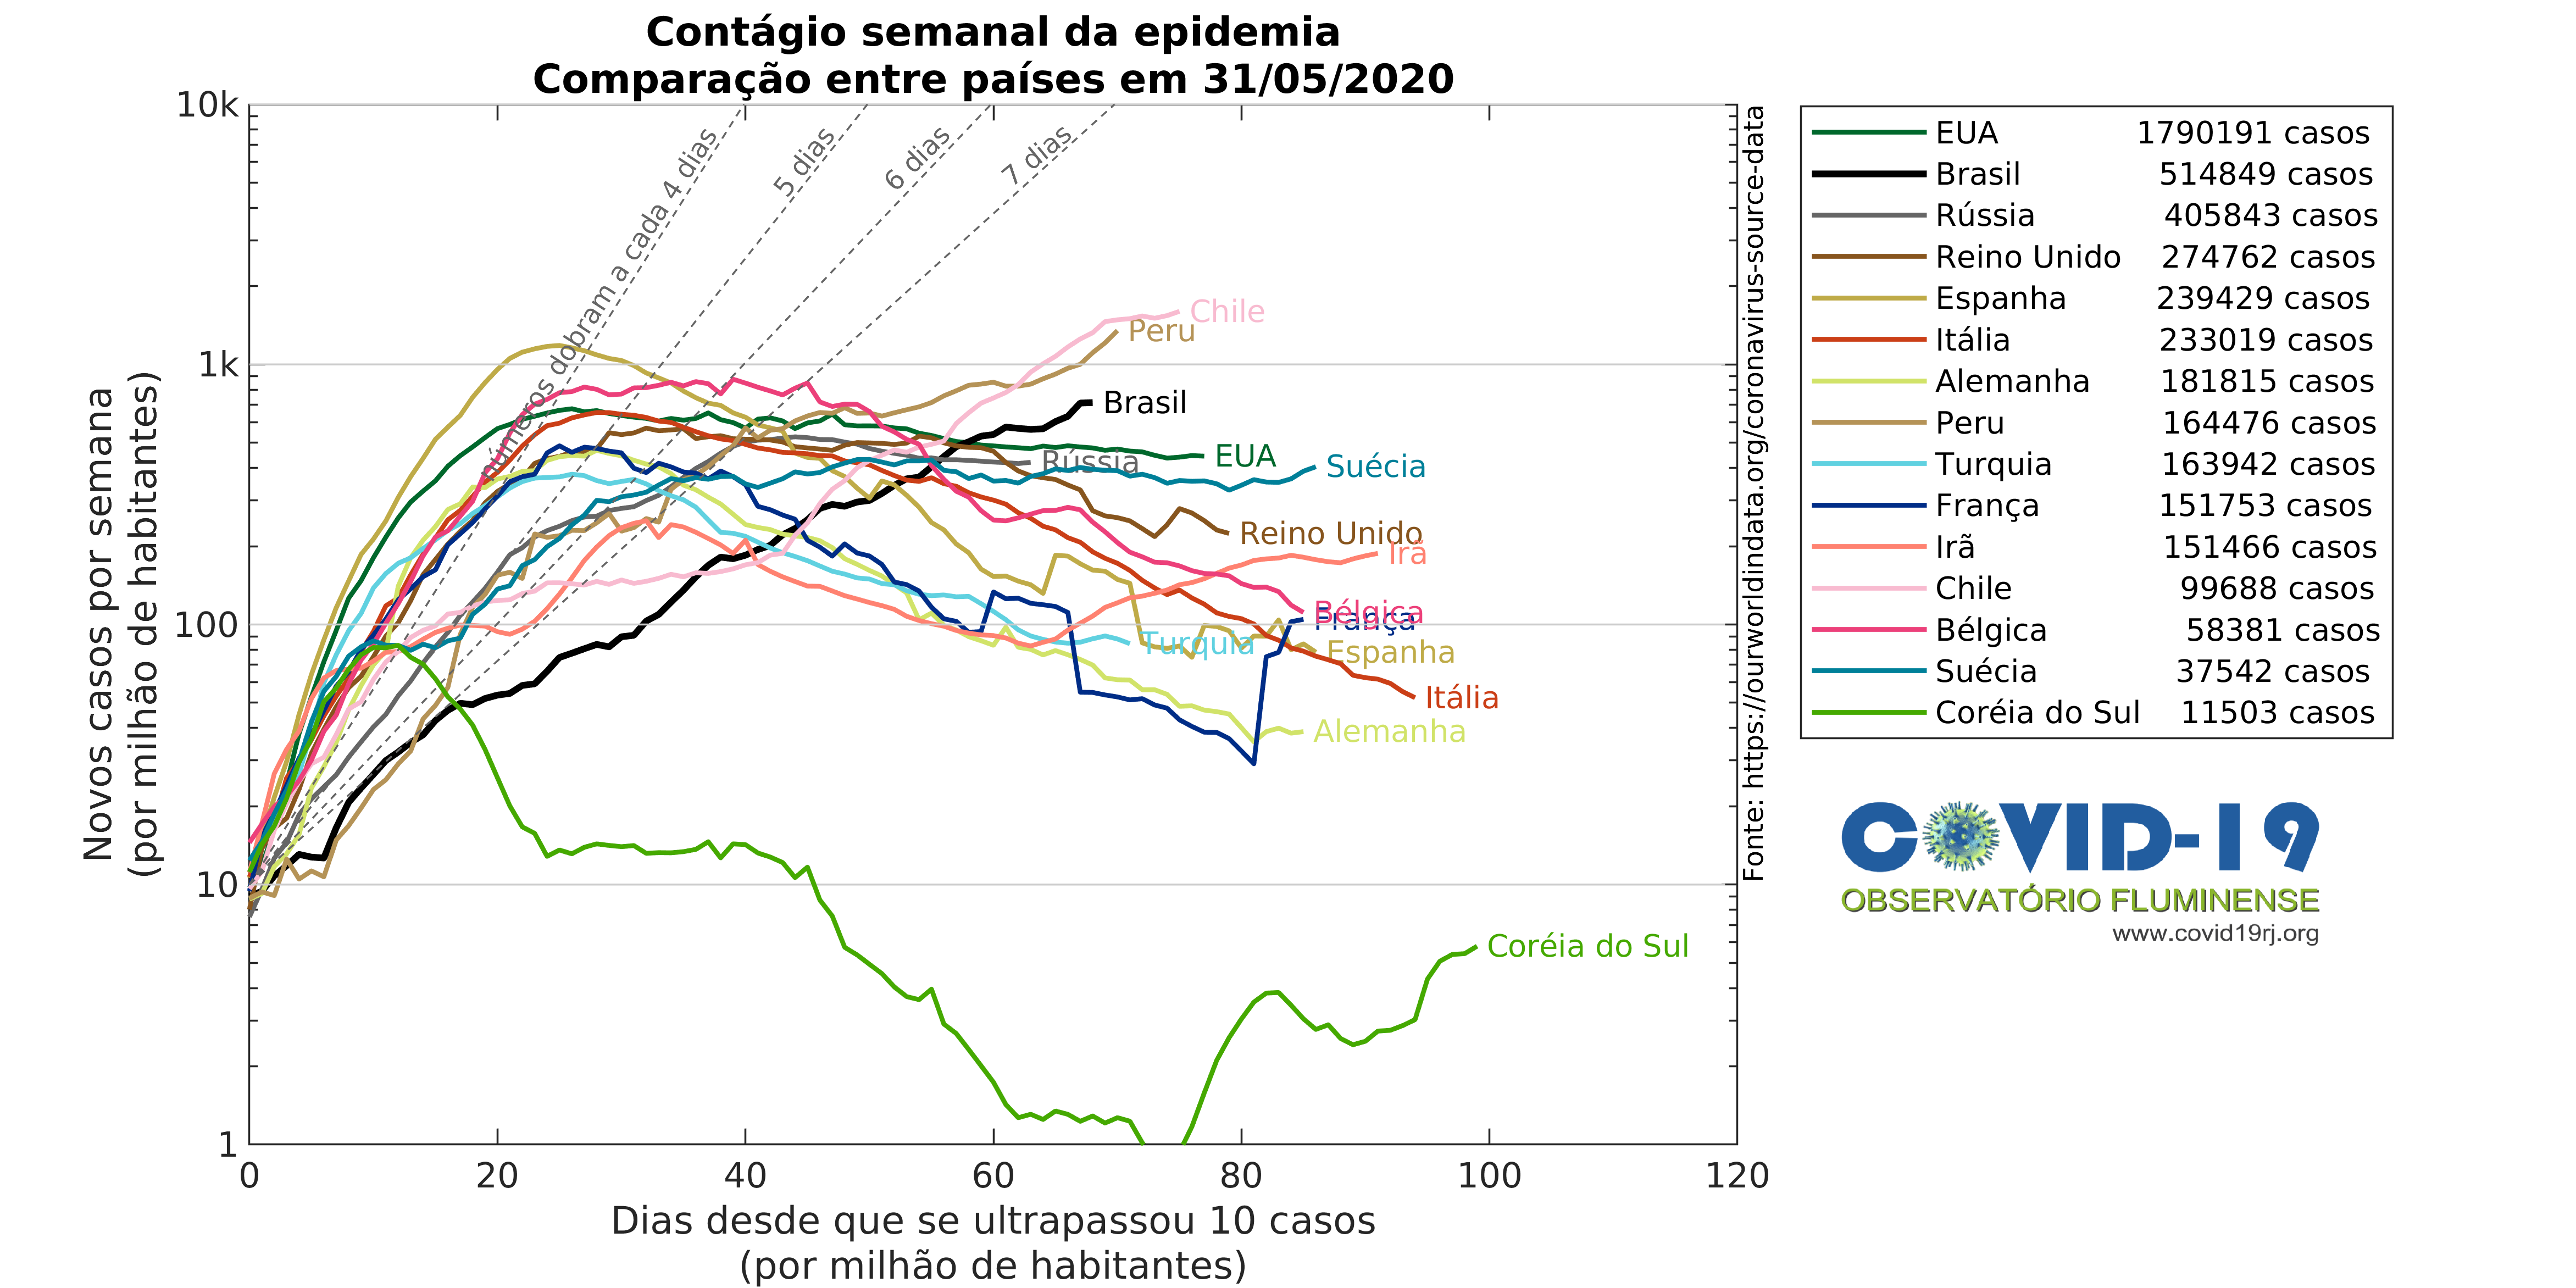 Contágio semanal da epidemia
Comparação entre países em 31/05/2020
Novos casos por semana
(por milhão de habitantes)
10k
1k
100
10
1
0 20 40 60 80 100 120
Dias desde que se ultrapassou 10 casos
(por milhão de habitantes)
números dobram a cada 4 dias
5 dias
6 dias
7 dias
Chile
Peru
Brasil
EUA
Rússia
Suécia
Reino Unido
Irã
Bélgica
França
Turquia
Espanha
Itália
Alemanha
Coréia do Sul
Fonte: https://ourworldindata.org/coronavirus-source-data
EUA 1790191 casos
Brasil 514849 casos
Rússia 405843 casos
Reino Unido 274762 casos
Espanha 239429 casos
Itália 233019 casos
Alemanha 181815 casos
Peru 164476 casos
Turquia 163942 casos
França 151753 casos
Irã 151466 casos
Chile 99688 casos
Bélgica 58381 casos
Suécia 37542 casos
Coréia do Sul 11503 casos
COVID-19
OBSERVATÓRIO FLUMINENSE
www.covid19rj.org